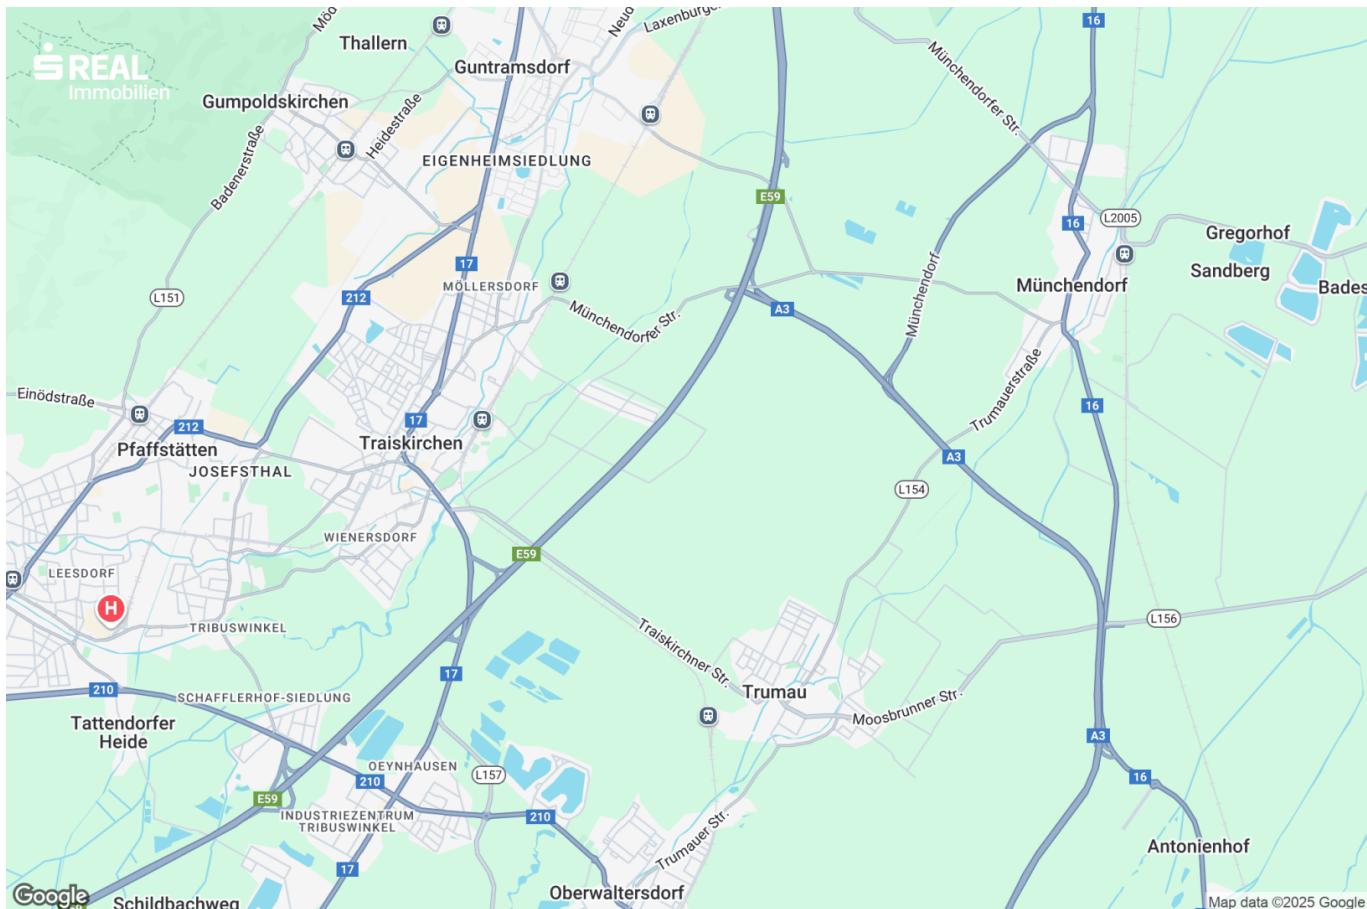 Möd
Thallern
Laxenburger
Neud
16
REAL
Immobilien
Guntramsdorf
Münchendorfer Str.
Gumpoldskirchen
Heidestraße
Badenerstraße
EIGENHEIMSIEDLUNG
E59
L2005
16
Gregorhof
Sandberg
17
212
L151
MÖLLERSDORF
Münchendorf
Münchendorf
Bades
A3
Münchendorfer Str.
Trumauerstraße
Einödstraße
212
17
16
Pfaffstätten
Traiskirchen
JOSEFSTHAL
A3
L154
WIENERSDORF
E59
LEESDORF
H
TRIBUSWINKEL
L156
Traiskirchner Str.
17
210
SCHAFFLERHOF-SIEDLUNG
Trumau
Moosbrunner Str.
Tattendorfer
Heide
A3
OEYNHAUSEN
L157
210
16
E59
INDUSTRIEZENTRUM
TRIBUSWINKEL
210
Trumauer Str.
Antonienhof
17
Oberwaltersdorf
Google
Schildbachweg
Map data ©2025 Google